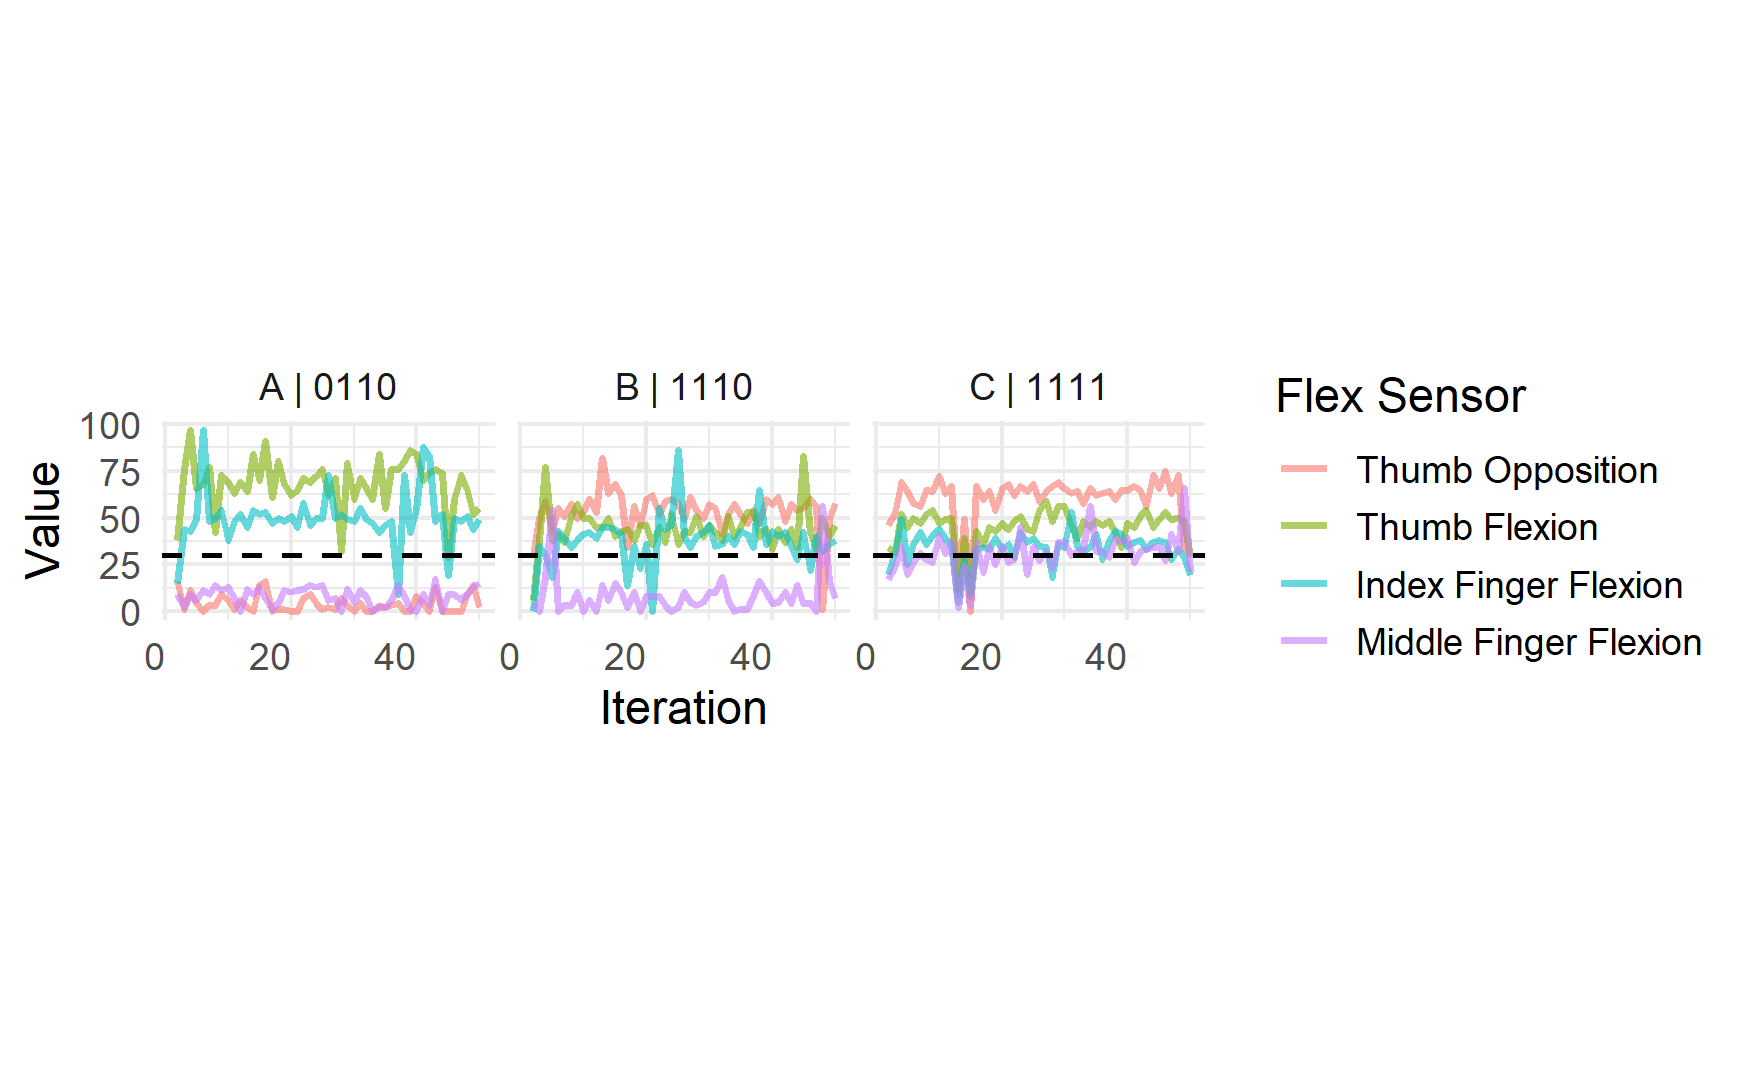 A | 0110
B | 1110
C | 1111
Value
100
75
50
25
0
0 20 40
0 20 40
0 20 40
Iteration
Flex Sensor
Thumb Opposition
Thumb Flexion
Index Finger Flexion
Middle Finger Flexion